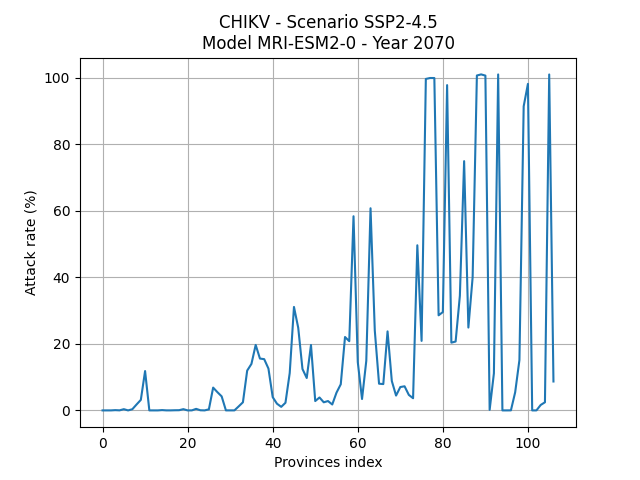 CHIKV - Scenario SSP2-4.5
Model MRI-ESM2-0 - Year 2070
100
80
60
40
20
0
Attack rate (%)
0 20 40 60 80 100
Provinces index